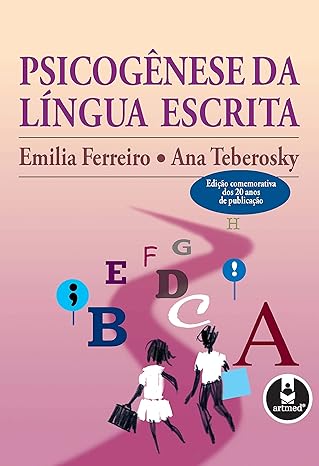 PSICOGÊNESE DA
LÍNGUA ESCRITA
Emilia Ferreiro • Ana Teberosky
Edição comemorativa
dos 20 anos
de publicação
H
G
F
E
!
D
;
C
B
A
artmed®